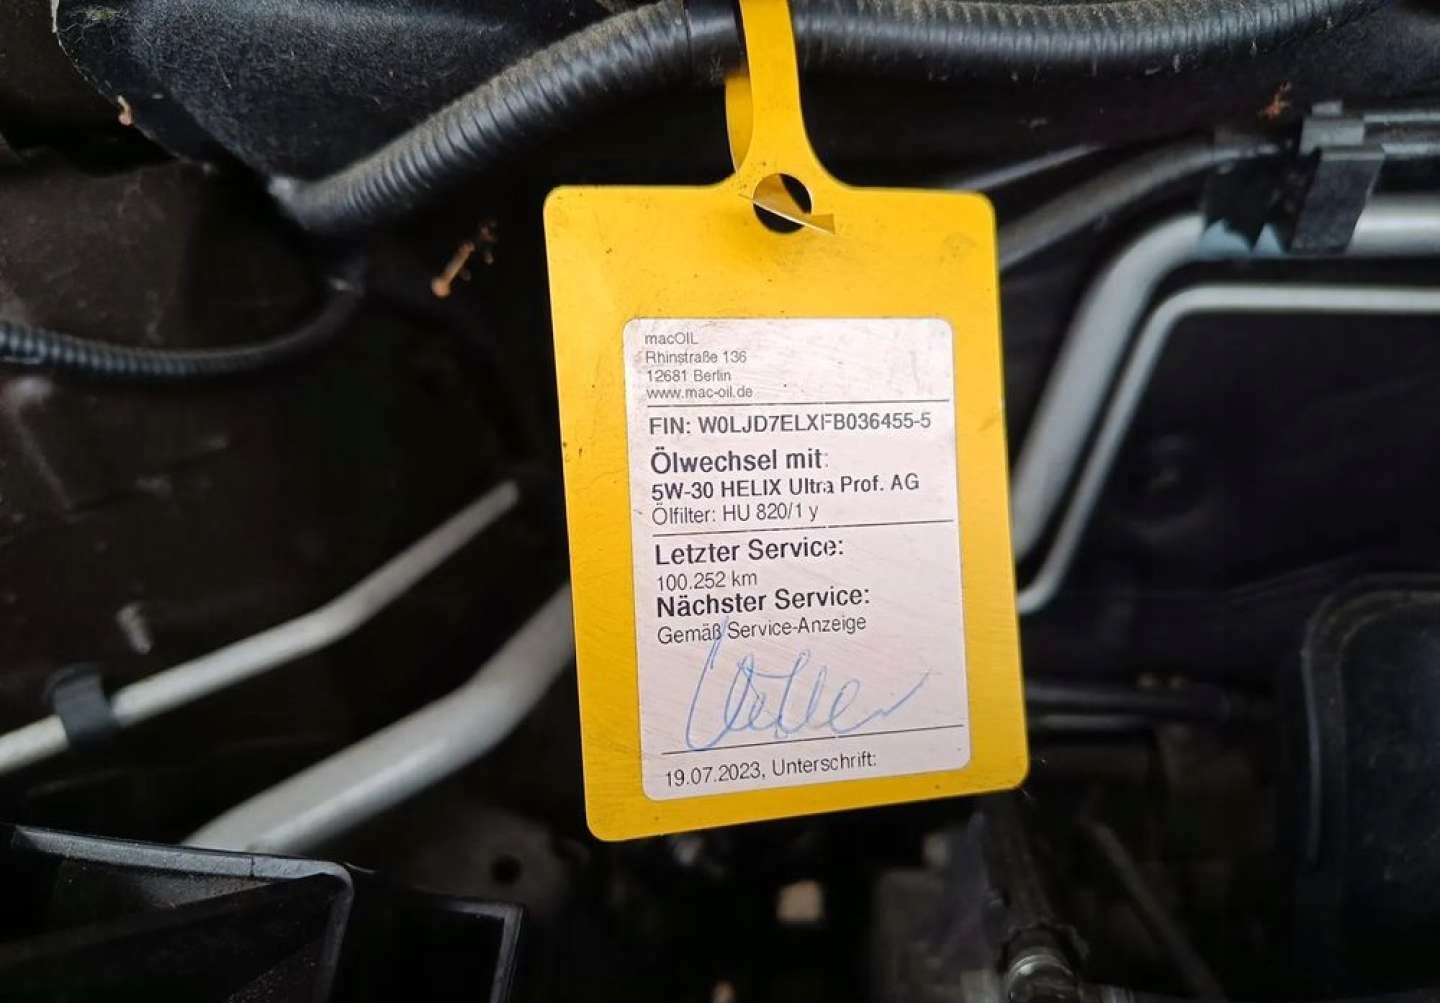 macOIL
Rhinstraße 136
12681 Berlin
www.mac-oil.de
FIN: W0LJD7ELXFB036455-5
Ölwechsel mit:
5W-30 HELIX Ultra Prof. AG
Ölfilter: HU 820/1 y
Letzter Service:
100.252 km
Nächster Service:
Gemäß Service-Anzeige
19.07.2023, Unterschrift: